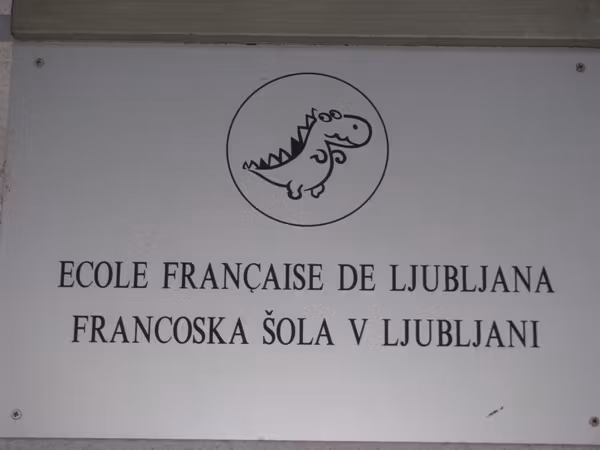 ECOLE FRANÇAISE DE LJUBLJANA
FRANCOSKA ŠOLA V LJUBLJANI